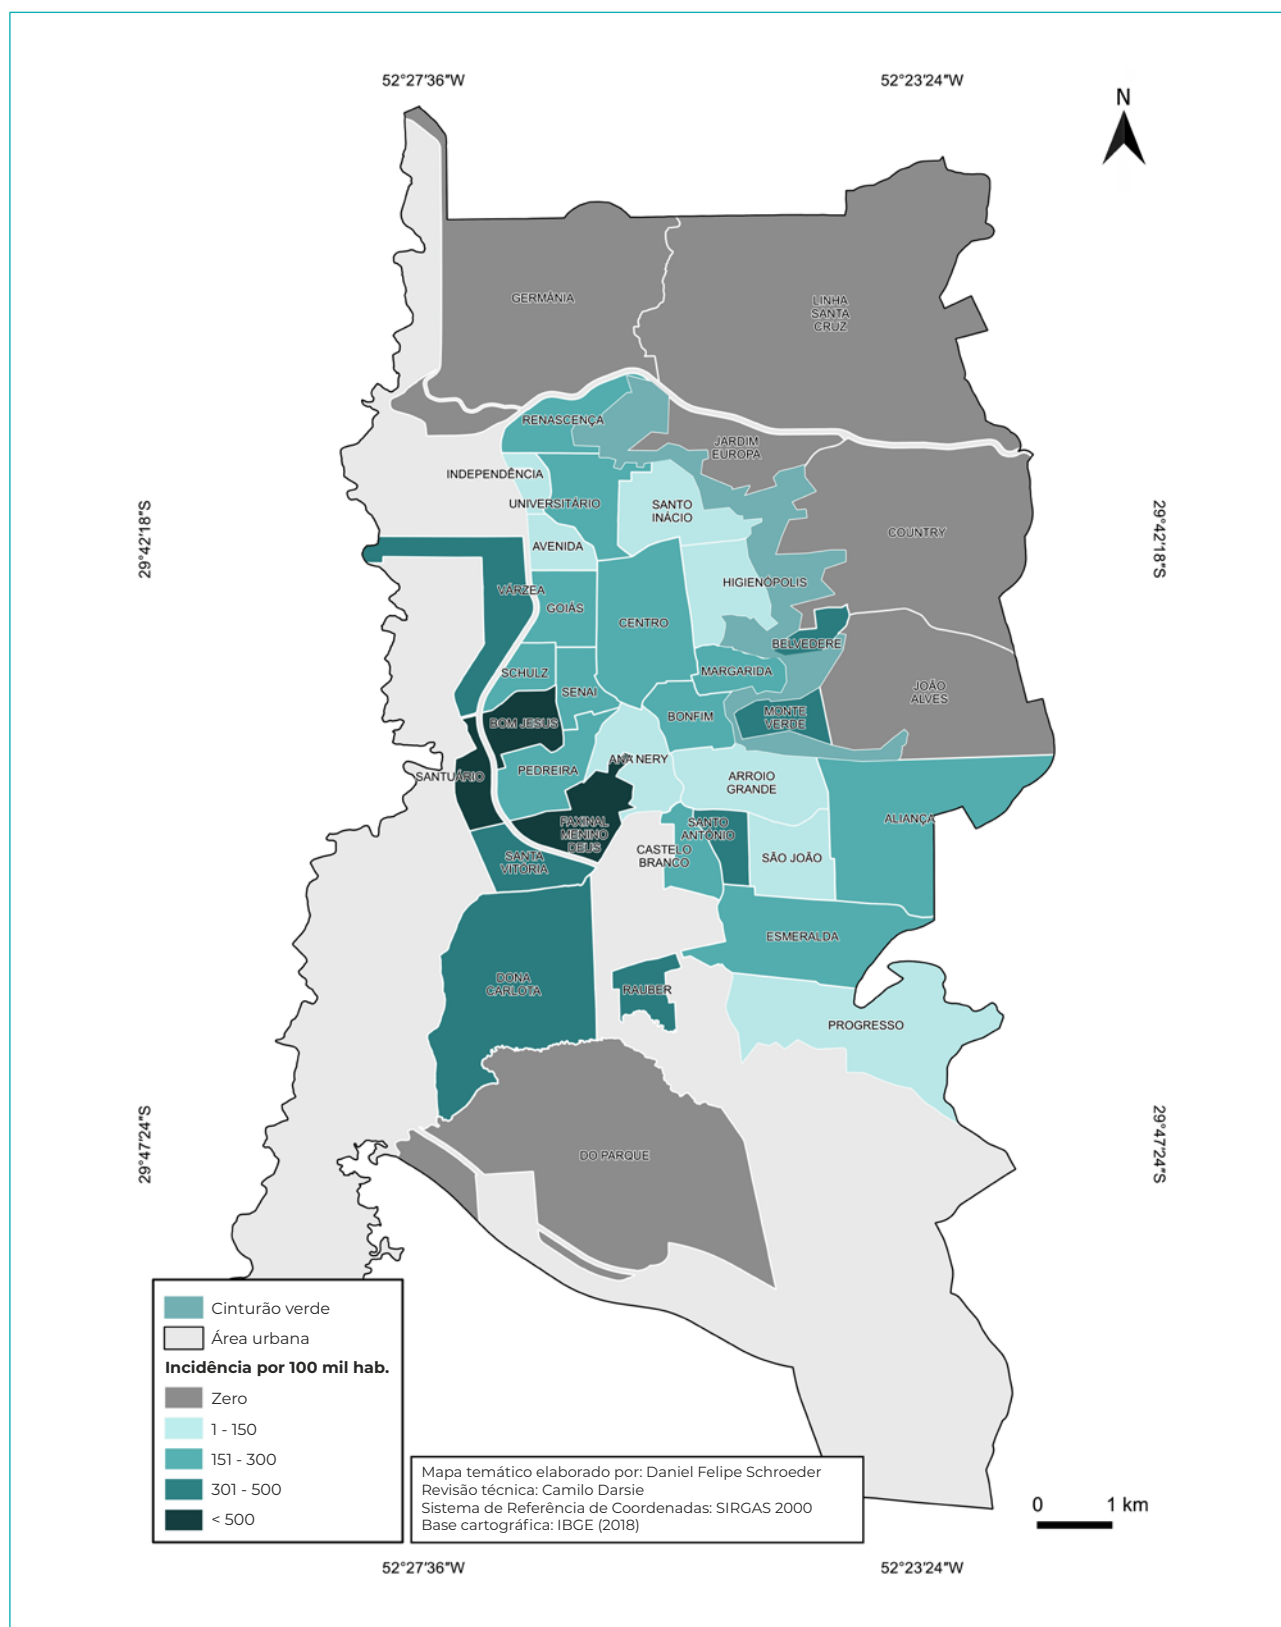 52°27'36"W
52°23'24"W
N
GERMÂNIA
LINHA
SANTA
CRUZ
RENASCENÇA
JARDIM
EUROPA
INDEPENDÊNCIA
UNIVERSITÁRIO
SANTO
INÁCIO
29°42'18"S
29°42'18"S
COUNTRY
AVENIDA
VÁRZEA
HIGIENÓPOLIS
GOIÁS
CENTRO
BELVEDERE
SCHULZ
MARGARIDA
SENAI
JOÃO
ALVES
BOM JESUS
BONFIM
MONTE
VERDE
SANTUÁRIO
PEDREIRA
ANA NERY
ARROIO
GRANDE
FAXINAL
MENINO
DEUS
SANTO
ANTÔNIO
ALIANÇA
SANTA
VITÓRIA
CASTELO
BRANCO
SÃO JOÃO
ESMERALDA
DONA
CARLOTA
RAUBER
PROGRESSO
29°47'24"S
29°47'24"S
DO PARQUE
Cinturão verde
Área urbana
Incidência por 100 mil hab.
Zero
1 - 150
151 - 300
301 - 500
< 500
Mapa temático elaborado por: Daniel Felipe Schroeder
Revisão técnica: Camilo Darsie
Sistema de Referência de Coordenadas: SIRGAS 2000
Base cartográfica: IBGE (2018)
0 1 km
52°27'36"W
52°23'24"W